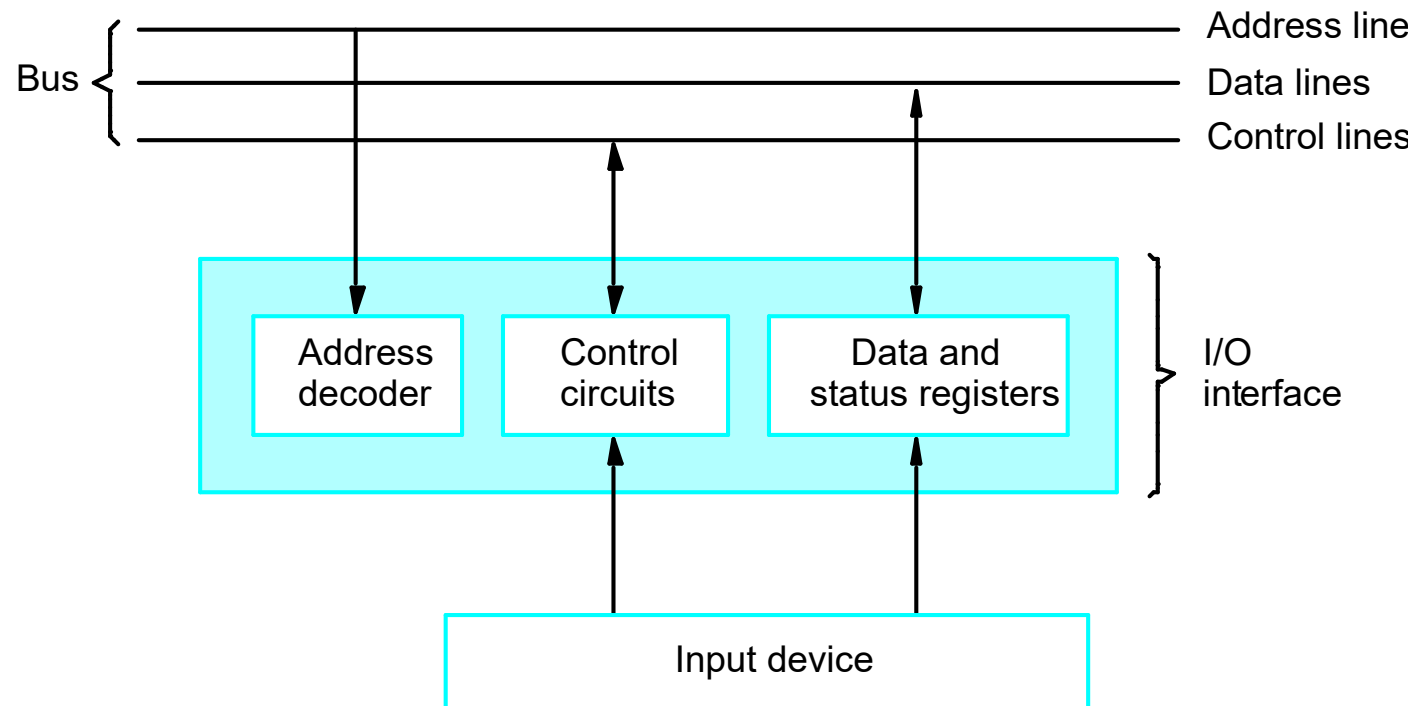 Address line
Bus
Data lines
Control lines
Address
decoder
Control
circuits
Data and
status registers
I/O
interface
Input device